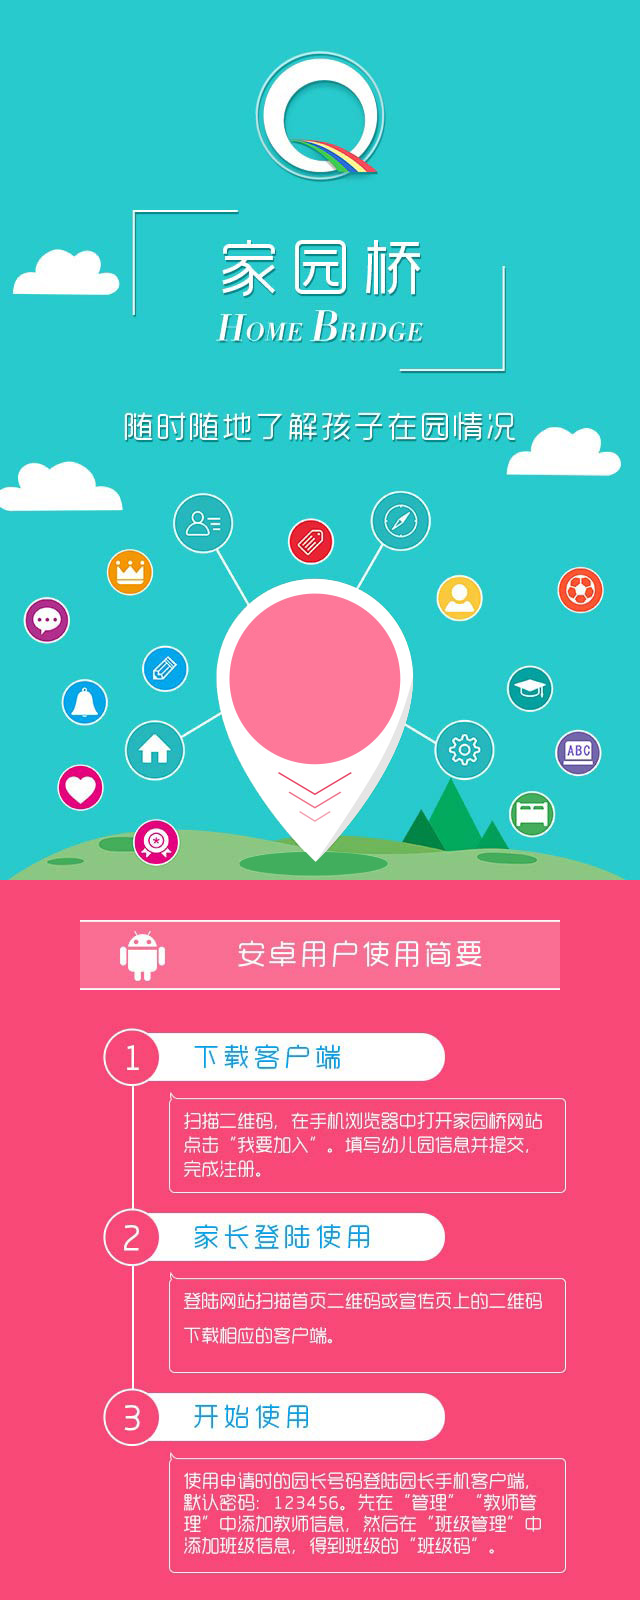 家园桥
HOME BRIDGE
随时随地了解孩子在园情况
ABC
安卓用户使用简要
1 下载客户端
扫描二维码，在手机浏览器中打开家园桥网站
点击“我要加入”。填写幼儿园信息并提交，
完成注册。
2 家长登陆使用
登陆网站扫描首页二维码或宣传页上的二维码
下载相应的客户端。
3 开始使用
使用申请时的园长号码登陆园长手机客户端，
默认密码：123456。先在“管理”“教师管
理”中添加教师信息，然后在“班级管理”中
添加班级信息，得到班级的“班级码”。